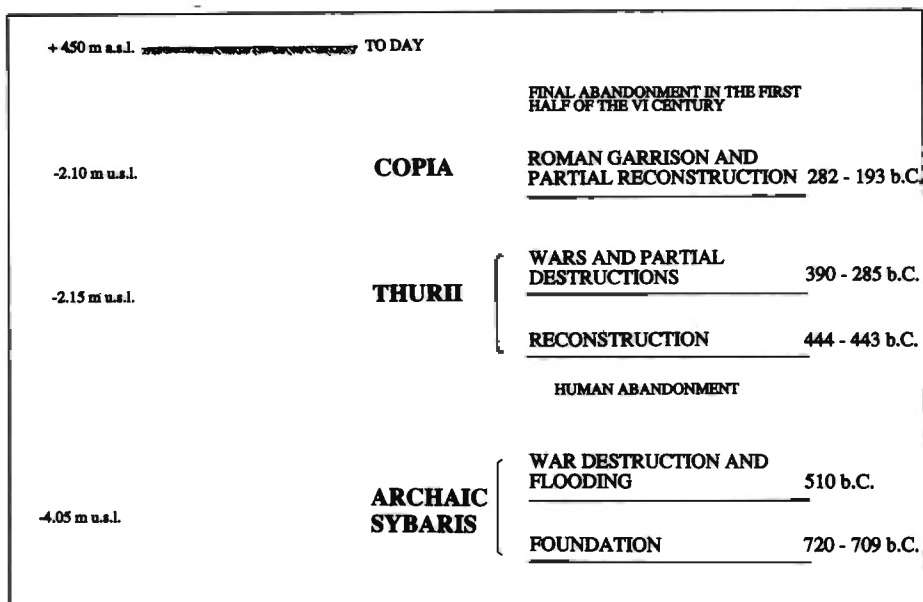 + 450 m a.s.l. TO DAY
FINAL ABANDONMENT IN THE FIRST
HALF OF THE VI CENTURY
-2.10 m u.s.l. COPIA ROMAN GARRISON AND
PARTIAL RECONSTRUCTION 282 - 193 b.C.
-2.15 m u.s.l. THURII WARS AND PARTIAL
DESTRUCTIONS 390 - 285 b.C.
RECONSTRUCTION 444 - 443 b.C.
HUMAN ABANDONMENT
-4.05 m u.s.l. ARCHAIC
SYBARIS
WAR DESTRUCTION AND
FLOODING 510 b.C.
FOUNDATION 720 - 709 b.C.